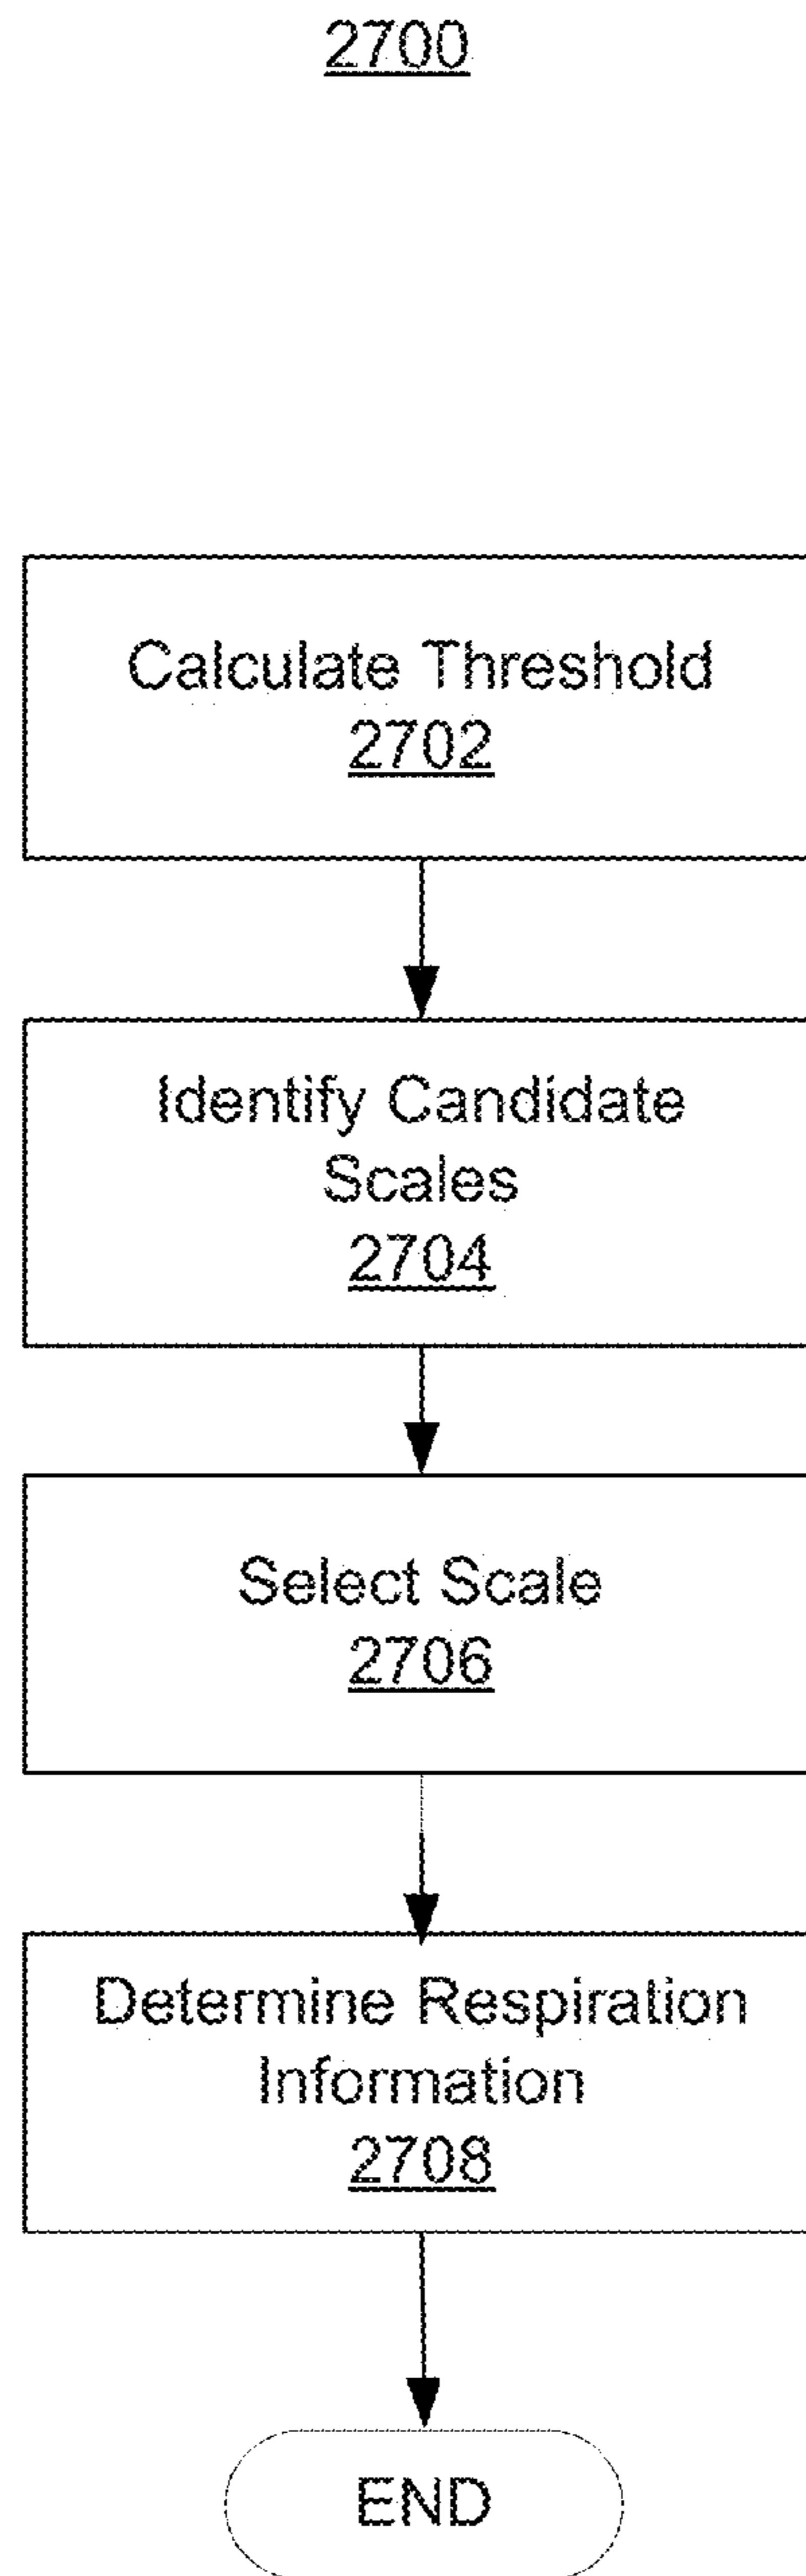 2700
Calculate Threshold
2702
Identify Candidate
Scales
2704
Select Scale
2706
Determine Respiration
Information
2708
END